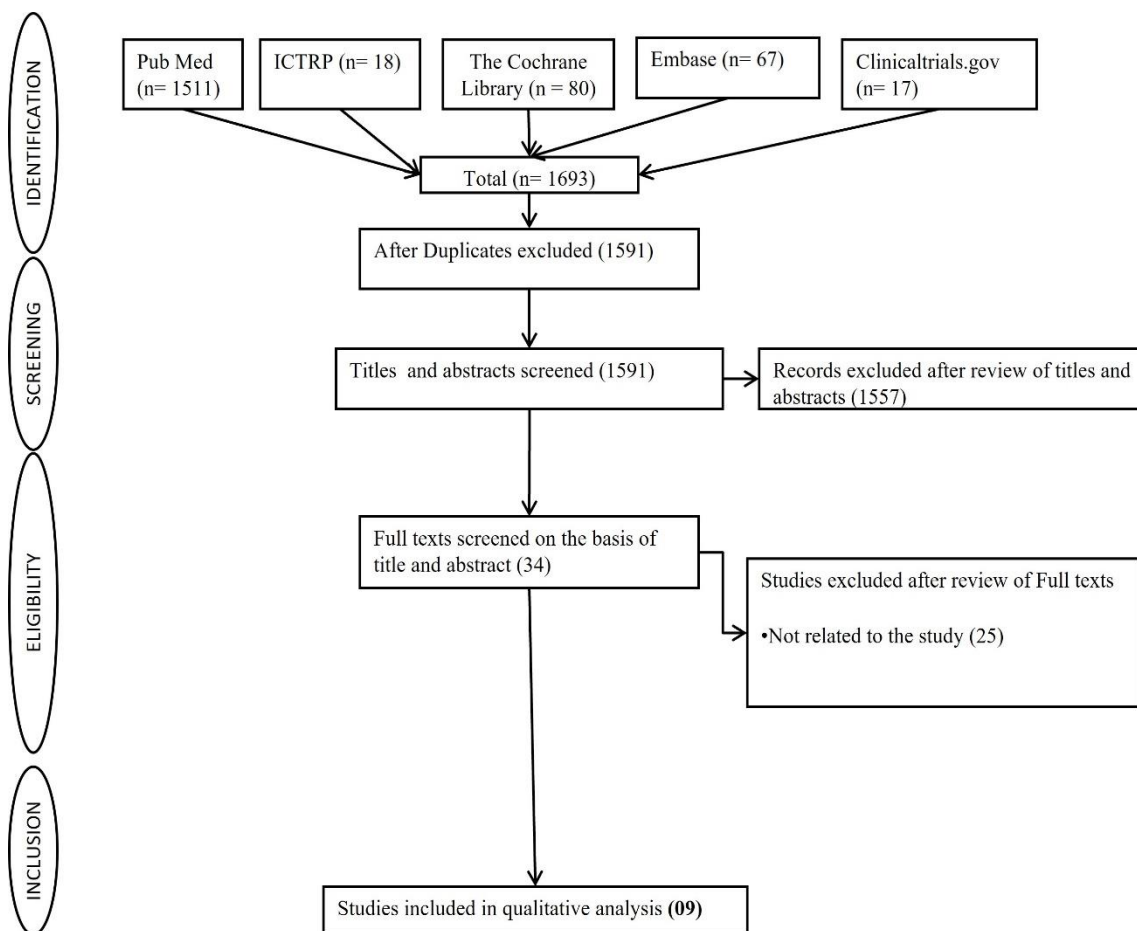 IDENTIFICATION
Pub Med
(n= 1511)
ICTRP (n= 18)
The Cochrane
Library (n = 80)
Embase (n= 67)
Clinicaltrials.gov
(n= 17)
Total (n= 1693)
After Duplicates excluded (1591)
SCREENING
Titles and abstracts screened (1591)
Records excluded after review of titles and
abstracts (1557)
ELIGIBILITY
Full texts screened on the basis of
title and abstract (34)
Studies excluded after review of Full texts
•Not related to the study (25)
INCLUSION
Studies included in qualitative analysis (09)